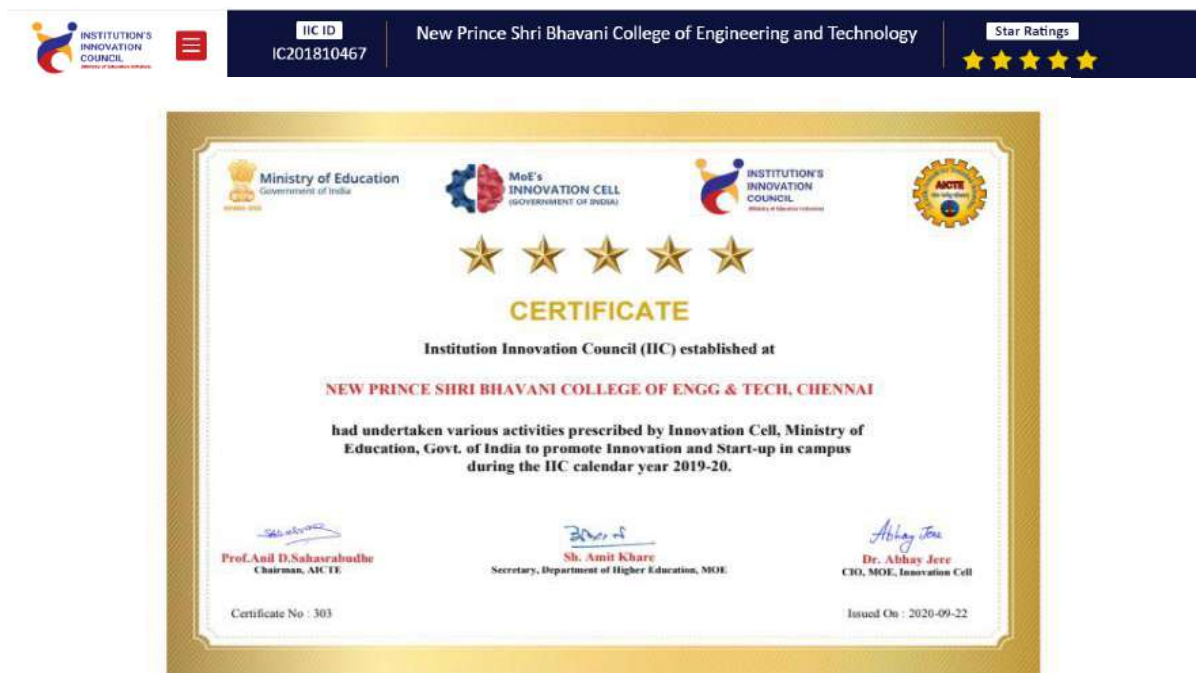 INSTITUTION'S
INNOVATION
COUNCIL
IIC ID
IC201810467
New Prince Shri Bhavani College of Engineering and Technology
Star Ratings
Ministry of Education
Government of India
MoE's
INNOVATION CELL
(GOVERNMENT OF INDIA)
INSTITUTION'S
INNOVATION
COUNCIL
(Ministry of Education Initiative)
AICTE
CERTIFICATE
Institution Innovation Council (IIC) established at
NEW PRINCE SHRI BHAVANI COLLEGE OF ENGG & TECH, CHENNAI
had undertaken various activities prescribed by Innovation Cell, Ministry of
Education, Govt. of India to promote Innovation and Start-up in campus
during the IIC calendar year 2019-20.
Abhay Jere
Prof.Anil D.Sahasrabudhe
Chairman, AICTE
Sh. Amit Khare
Secretary, Department of Higher Education, MOE
Dr. Abhay Jere
CIO, MOE, Innovation Cell
Certificate No : 303
Issued On : 2020-09-22